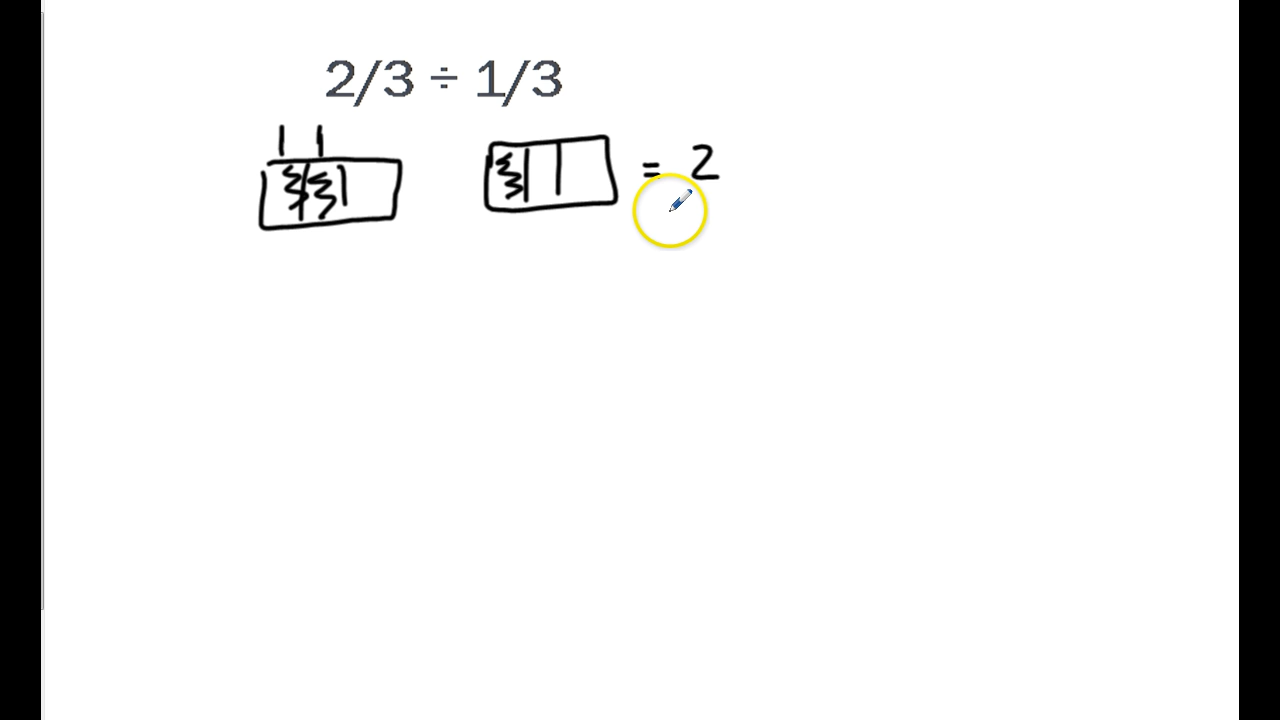 2/3 ÷ 1/3
= 2